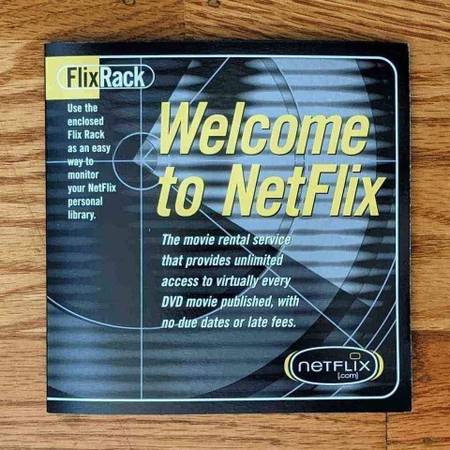 FlixRack
Use the
enclosed
Flix Rack
as an easy
way to
monitor
your NetFlix
personal
library.
Welcome
to NetFlix
The movie rental service
that provides unlimited
access to virtually every
DVD movie published, with
no due dates or late fees.
NETFLIX
[.com]